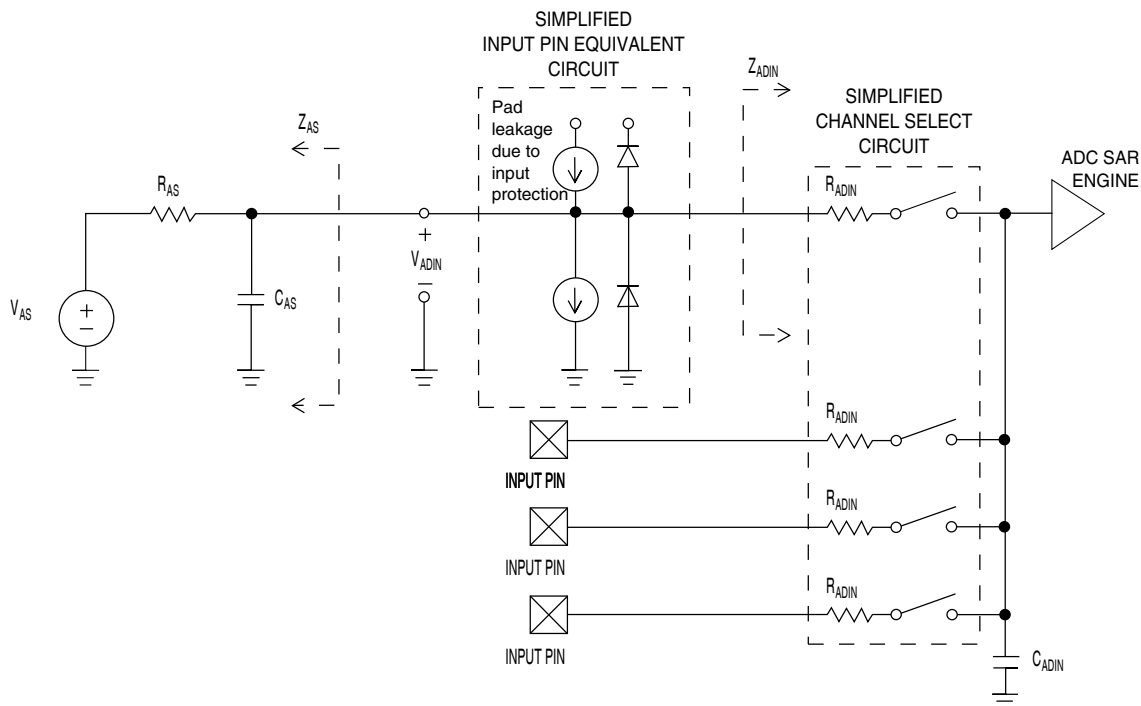 SIMPLIFIED
INPUT PIN EQUIVALENT
CIRCUIT
Pad
leakage
due to
input
protection
Z_ADIN
SIMPLIFIED
CHANNEL SELECT
CIRCUIT
ADC SAR
ENGINE
Z_AS
R_AS
R_ADIN
+
V_ADIN
−
C_AS
V_AS
+
−
R_ADIN
INPUT PIN
R_ADIN
INPUT PIN
R_ADIN
INPUT PIN
C_ADIN